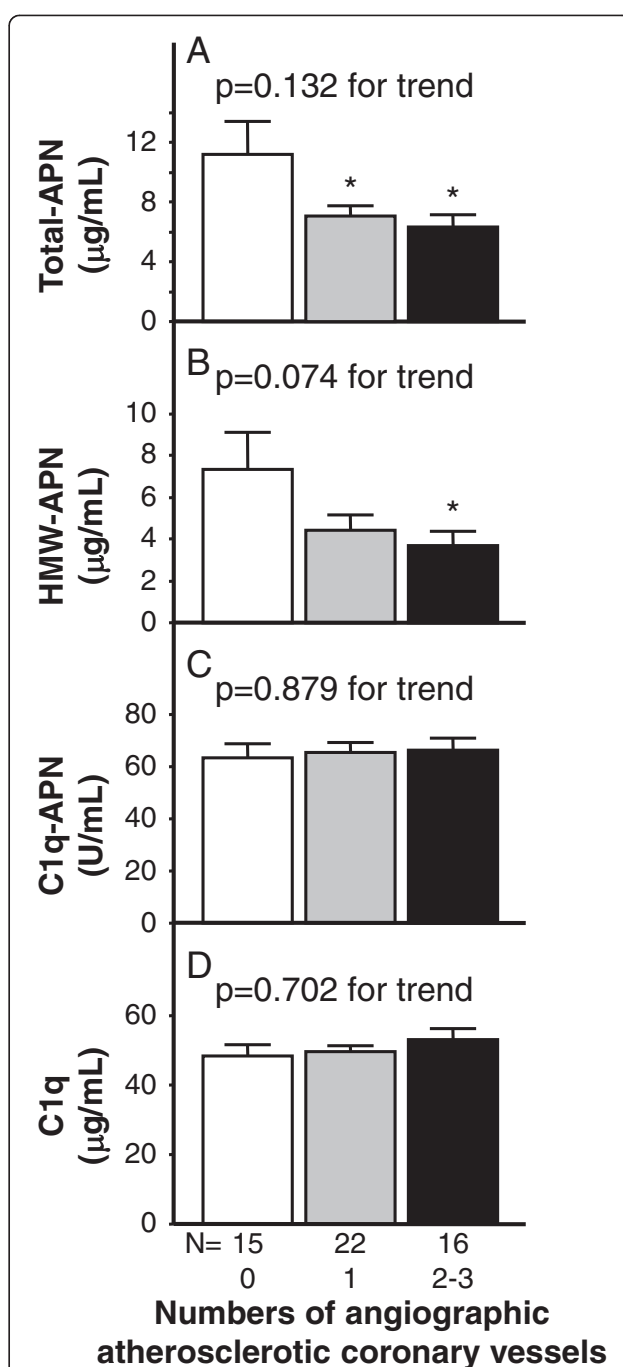 A
p=0.132 for trend
Total-APN
(μg/mL)
12
8
4
0
*
*
B
p=0.074 for trend
HMW-APN
(μg/mL)
10
8
6
4
2
0
*
C
p=0.879 for trend
C1q-APN
(U/mL)
80
60
40
20
0
D
p=0.702 for trend
C1q
(μg/mL)
60
40
20
0
N= 15 22 16
0 1 2-3
Numbers of angiographic
atherosclerotic coronary vessels